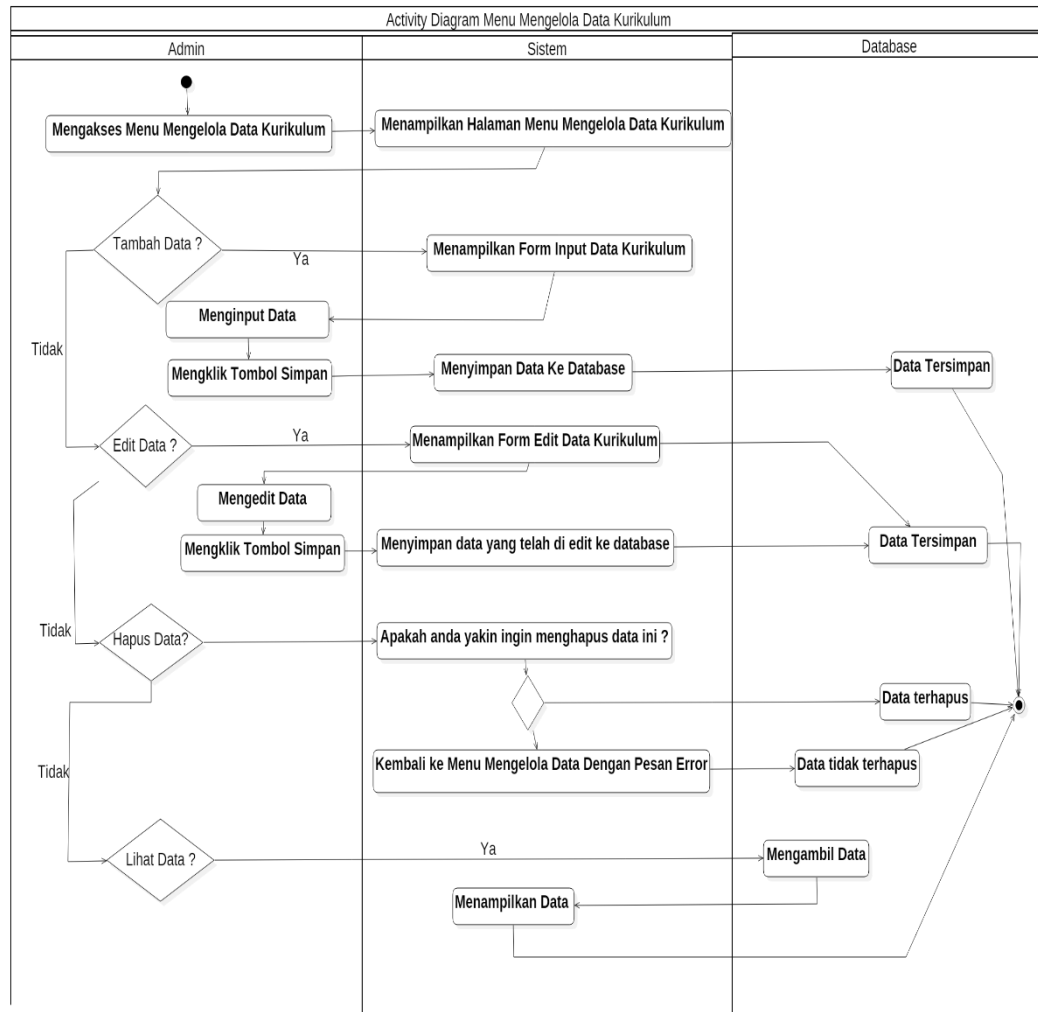 Activity Diagram Menu Mengelola Data Kurikulum
Admin
Sistem
Database
Mengakses Menu Mengelola Data Kurikulum
Menampilkan Halaman Menu Mengelola Data Kurikulum
Tambah Data ?
Ya
Menampilkan Form Input Data Kurikulum
Menginput Data
Tidak
Mengklik Tombol Simpan
Menyimpan Data Ke Database
Data Tersimpan
Edit Data ?
Ya
Menampilkan Form Edit Data Kurikulum
Mengedit Data
Mengklik Tombol Simpan
Menyimpan data yang telah di edit ke database
Data Tersimpan
Tidak
Hapus Data?
Apakah anda yakin ingin menghapus data ini ?
Data terhapus
Tidak
Kembali ke Menu Mengelola Data Dengan Pesan Error
Data tidak terhapus
Lihat Data ?
Ya
Mengambil Data
Menampilkan Data